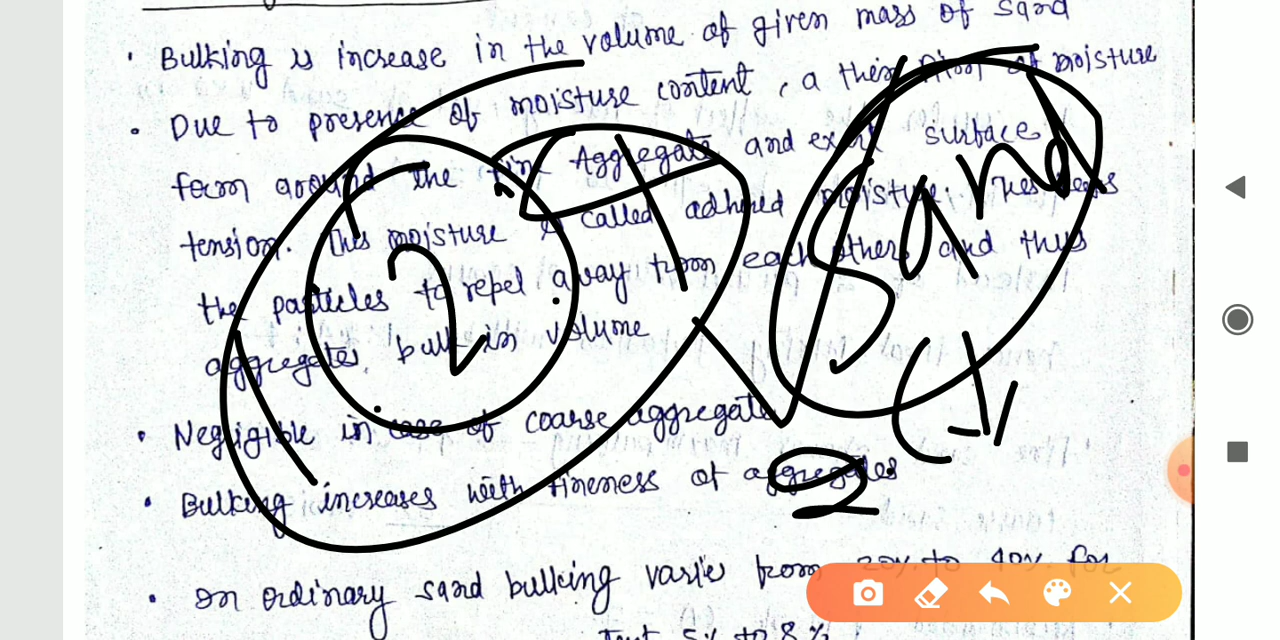 • Bulking is increase in the volume of given mass of sand
• Due to presence of moisture content, a thin film of moisture
form around the fine Aggregate and exert surface
tension. This moisture is called adhered moisture. This
the particles to repel away from each other and thus
aggregates bulk in volume
• Negligible in case of coarse aggregate
• Bulking increases with fineness of aggregates
• In ordinary sand bulking varie from 20% to 40% for
5% to 8%
Sand
2